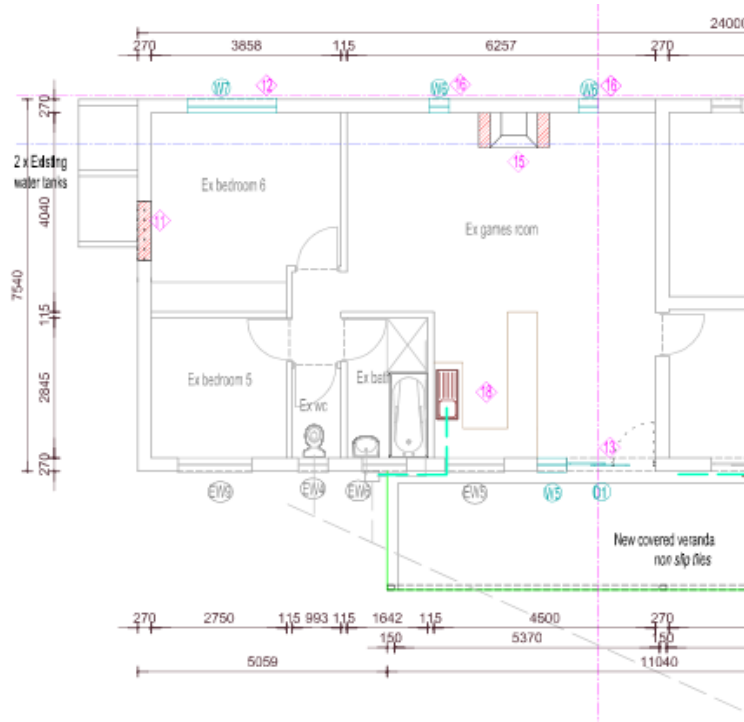 24000
270 3858 115 6257 270
W7 12 W6 16 W6 16
270
2 x Existing
water tanks
15
Ex bedroom 6
11
4040
Ex games room
7540
115
Ex bedroom 5
Ex bath
18
2845
Ex wc
13
270
EW9 EW4 EW6 EW5 W5 D1
New covered veranda
non slip tiles
270 2750 115 993 115 1642 115 4500 270
150 5370 150
5059 11040